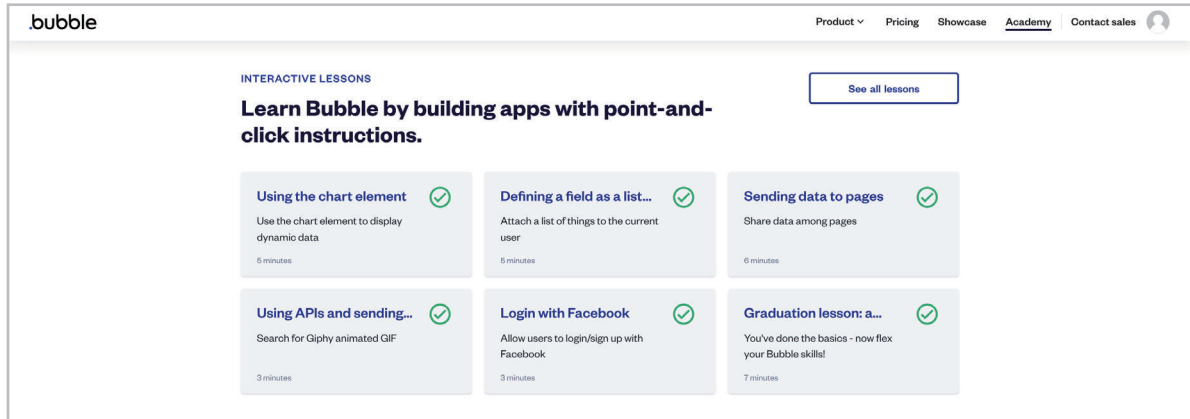 .bubble
Product
Pricing
Showcase
Academy
Contact sales
INTERACTIVE LESSONS
See all lessons
Learn Bubble by building apps with point-and-
click instructions.
Using the chart element
Use the chart element to display
dynamic data
5 minutes
Defining a field as a list...
Attach a list of things to the current
user
5 minutes
Sending data to pages
Share data among pages
6 minutes
Using APIs and sending...
Search for Giphy animated GIF
3 minutes
Login with Facebook
Allow users to login/sign up with
Facebook
3 minutes
Graduation lesson: a...
You've done the basics - now flex
your Bubble skills!
7 minutes